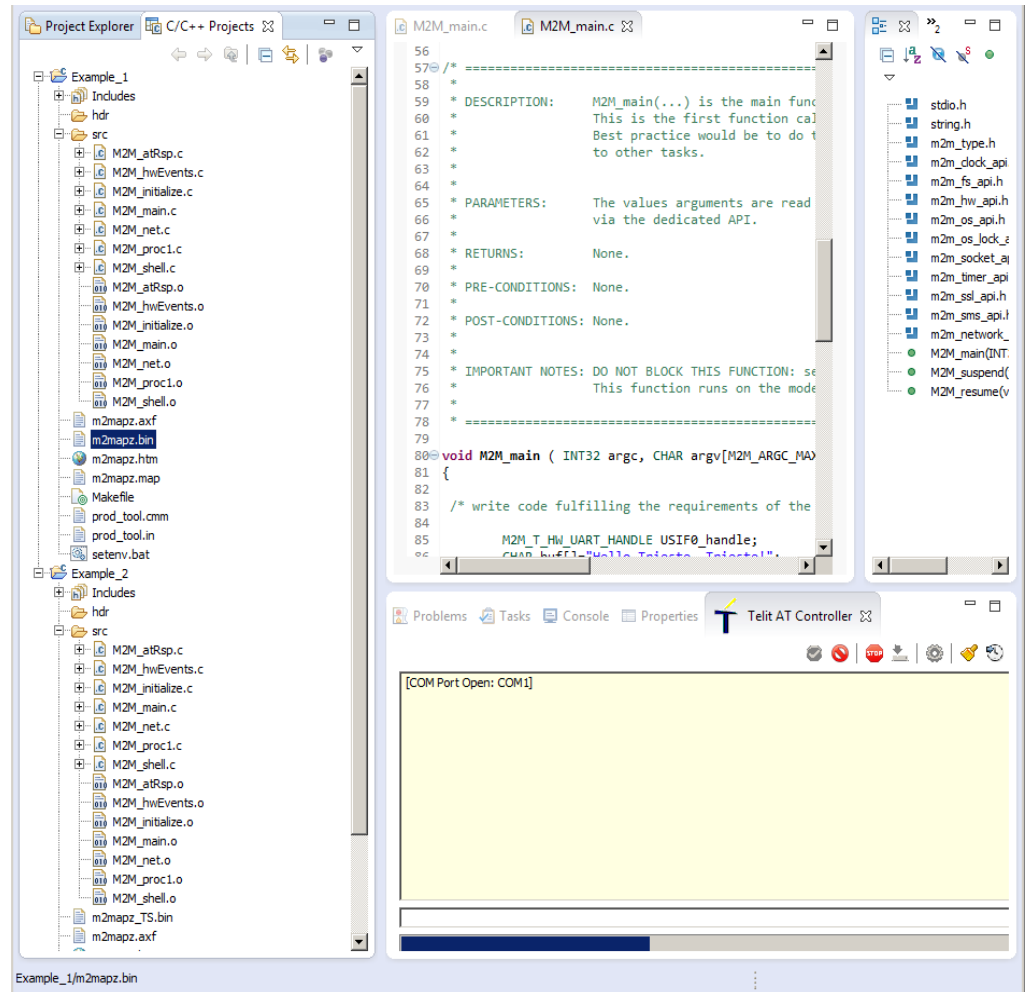 Project Explorer
C/C++ Projects
Example_1
Includes
hdr
src
M2M_atRsp.c
M2M_hwEvents.c
M2M_initialize.c
M2M_main.c
M2M_net.c
M2M_proc1.c
M2M_shell.c
M2M_atRsp.o
M2M_hwEvents.o
M2M_initialize.o
M2M_main.o
M2M_net.o
M2M_proc1.o
M2M_shell.o
m2mapz.axf
m2mapz.bin
m2mapz.htm
m2mapz.map
Makefile
prod_tool.cmm
prod_tool.in
setenv.bat
Example_2
Includes
hdr
src
M2M_atRsp.c
M2M_hwEvents.c
M2M_initialize.c
M2M_main.c
M2M_net.c
M2M_proc1.c
M2M_shell.c
M2M_atRsp.o
M2M_hwEvents.o
M2M_initialize.o
M2M_main.o
M2M_net.o
M2M_proc1.o
M2M_shell.o
m2mapz_TS.bin
m2mapz.axf
M2M_main.c
M2M_main.c
56
57 /* ==================================================
58 *
59 * DESCRIPTION: M2M_main(...) is the main func
60 * This is the first function cal
61 * Best practice would be to do t
62 * to other tasks.
63 *
64 *
65 * PARAMETERS: The values arguments are read
66 * via the dedicated API.
67 *
68 * RETURNS: None.
69 *
70 * PRE-CONDITIONS: None.
71 *
72 * POST-CONDITIONS: None.
73 *
74 *
75 * IMPORTANT NOTES: DO NOT BLOCK THIS FUNCTION: se
76 * This function runs on the mode
77 *
78 * ==================================================
79
80 void M2M_main ( INT32 argc, CHAR argv[M2M_ARGC_MAX
81 {
82
83 /* write code fulfilling the requirements of the
84
85 M2M_T_HW_UART_HANDLE USIF0_handle;
86 CHAR buf[]="Hello Trieste, Trieste!";
»2
stdio.h
string.h
m2m_type.h
m2m_clock_api.
m2m_fs_api.h
m2m_hw_api.h
m2m_os_api.h
m2m_os_lock_a
m2m_socket_ap
m2m_timer_api
m2m_ssl_api.h
m2m_sms_api.h
m2m_network_
M2M_main(INT:
M2M_suspend(
M2M_resume(v
Problems
Tasks
Console
Properties
Telit AT Controller
STOP
[COM Port Open: COM1]
Example_1/m2mapz.bin